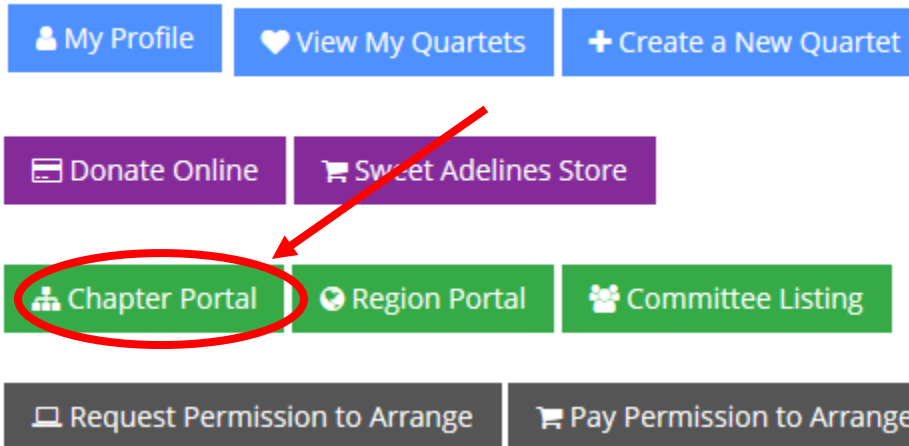 My Profile View My Quartets + Create a New Quartet
Donate Online Sweet Adelines Store
Chapter Portal Region Portal Committee Listing
Request Permission to Arrange Pay Permission to Arrange